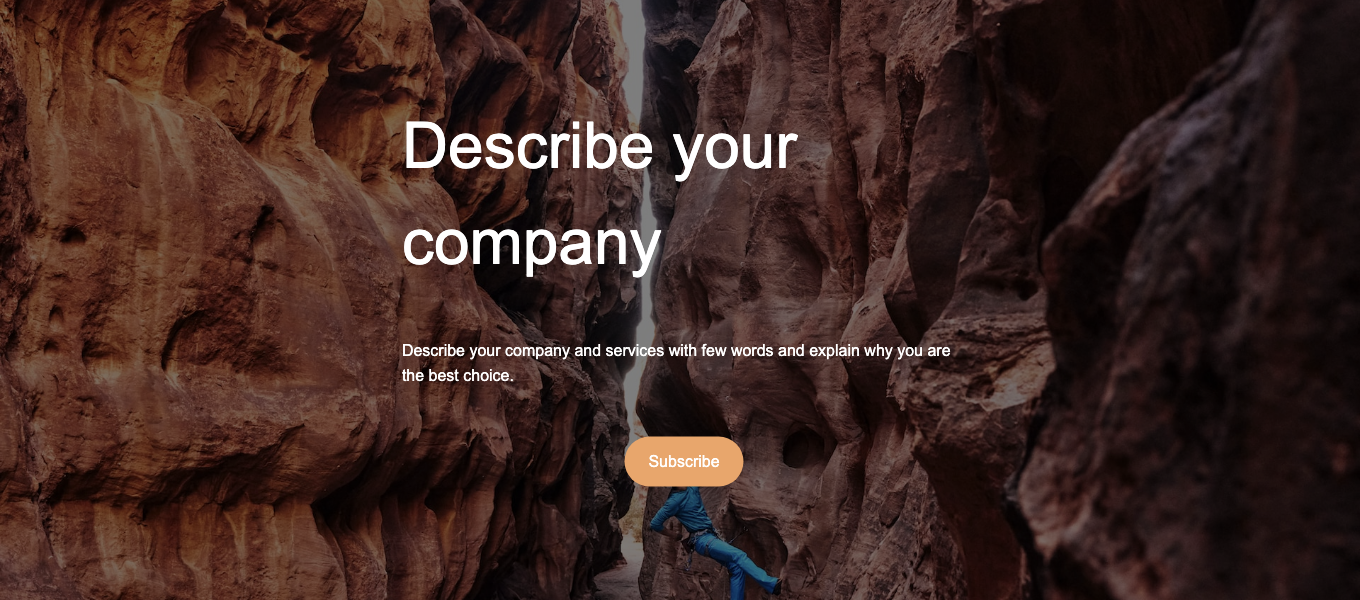 Describe your
company
Describe your company and services with few words and explain why you are
the best choice.
Subscribe